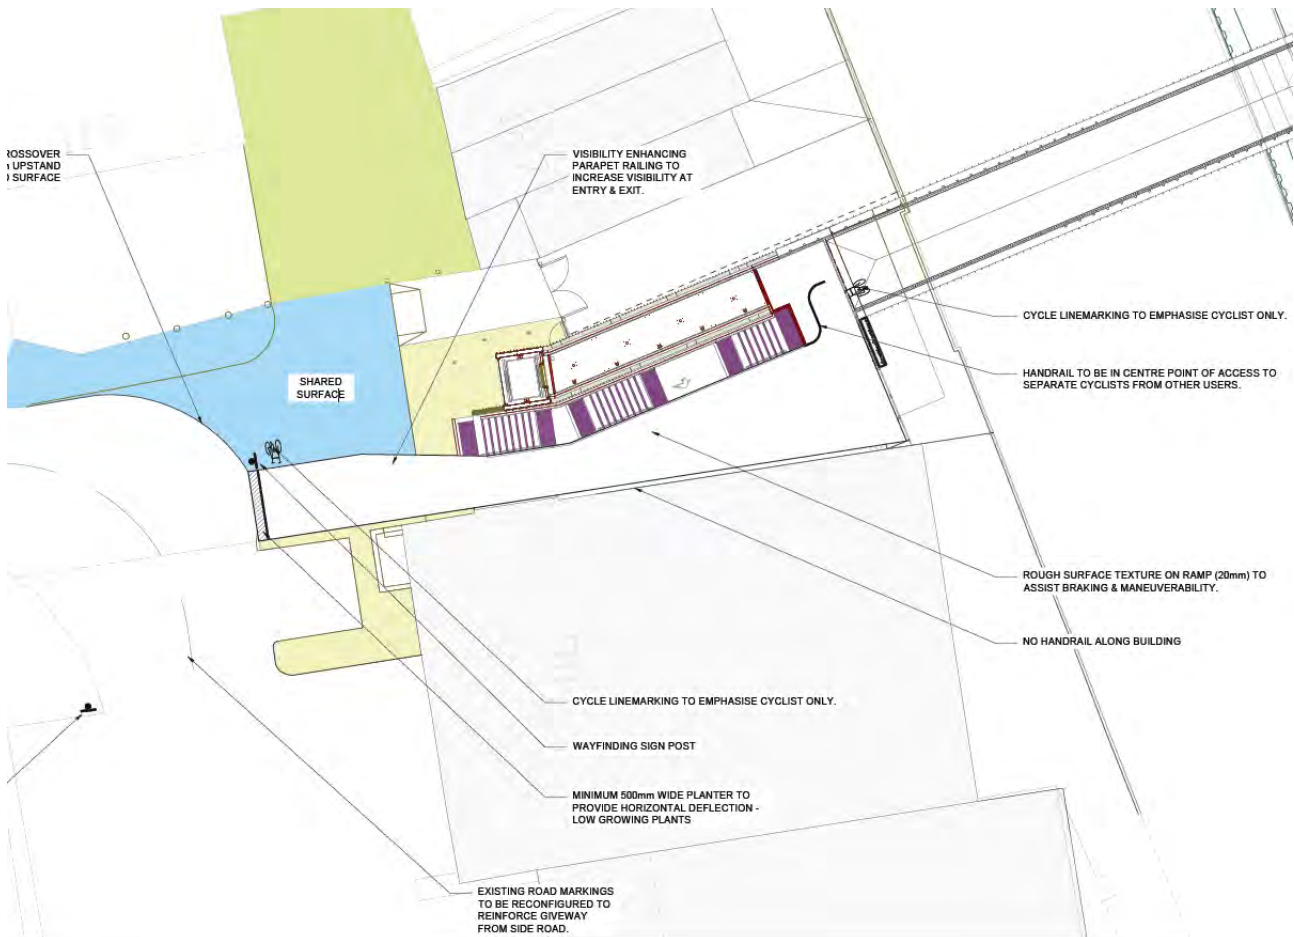 ROSSOVER
UPSTAND
SURFACE
VISIBILITY ENHANCING
PARAPET RAILING TO
INCREASE VISIBILITY AT
ENTRY & EXIT.
CYCLE LINEMARKING TO EMPHASISE CYCLIST ONLY.
HANDRAIL TO BE IN CENTRE POINT OF ACCESS TO
SEPARATE CYCLISTS FROM OTHER USERS.
SHARED
SURFACE
ROUGH SURFACE TEXTURE ON RAMP (20mm) TO
ASSIST BRAKING & MANEUVERABILITY.
NO HANDRAIL ALONG BUILDING
CYCLE LINEMARKING TO EMPHASISE CYCLIST ONLY.
WAYFINDING SIGN POST
MINIMUM 500mm WIDE PLANTER TO
PROVIDE HORIZONTAL DEFLECTION -
LOW GROWING PLANTS
EXISTING ROAD MARKINGS
TO BE RECONFIGURED TO
REINFORCE GIVEWAY
FROM SIDE ROAD.